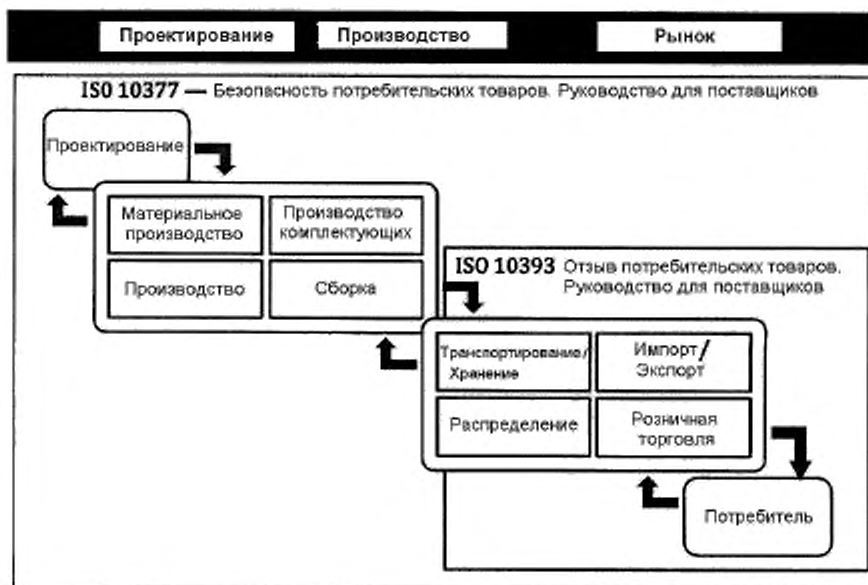 Проектирование
Производство
Рынок
ISO 10377 — Безопасность потребительских товаров. Руководство для поставщиков
Проектирование
Материальное
производство
Производство
комплектующих
Производство
Сборка
ISO 10393 Отзыв потребительских товаров.
Руководство для поставщиков
Транспортирование/
Хранение
Импорт/
Экспорт
Распределение
Розничная
торговля
Потребитель